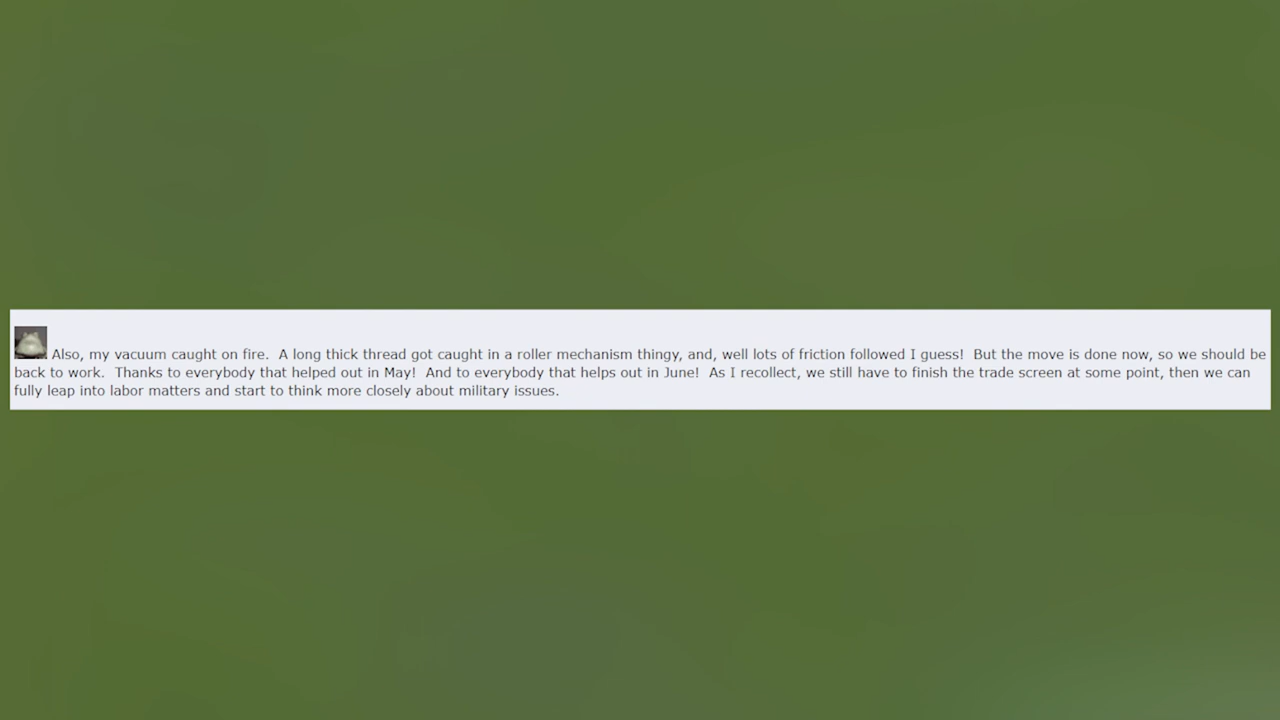 Also, my vacuum caught on fire.  A long thick thread got caught in a roller mechanism thingy, and, well lots of friction followed I guess!  But the move is done now, so we should be
back to work.  Thanks to everybody that helped out in May!  And to everybody that helps out in June!  As I recollect, we still have to finish the trade screen at some point, then we can
fully leap into labor matters and start to think more closely about military issues.